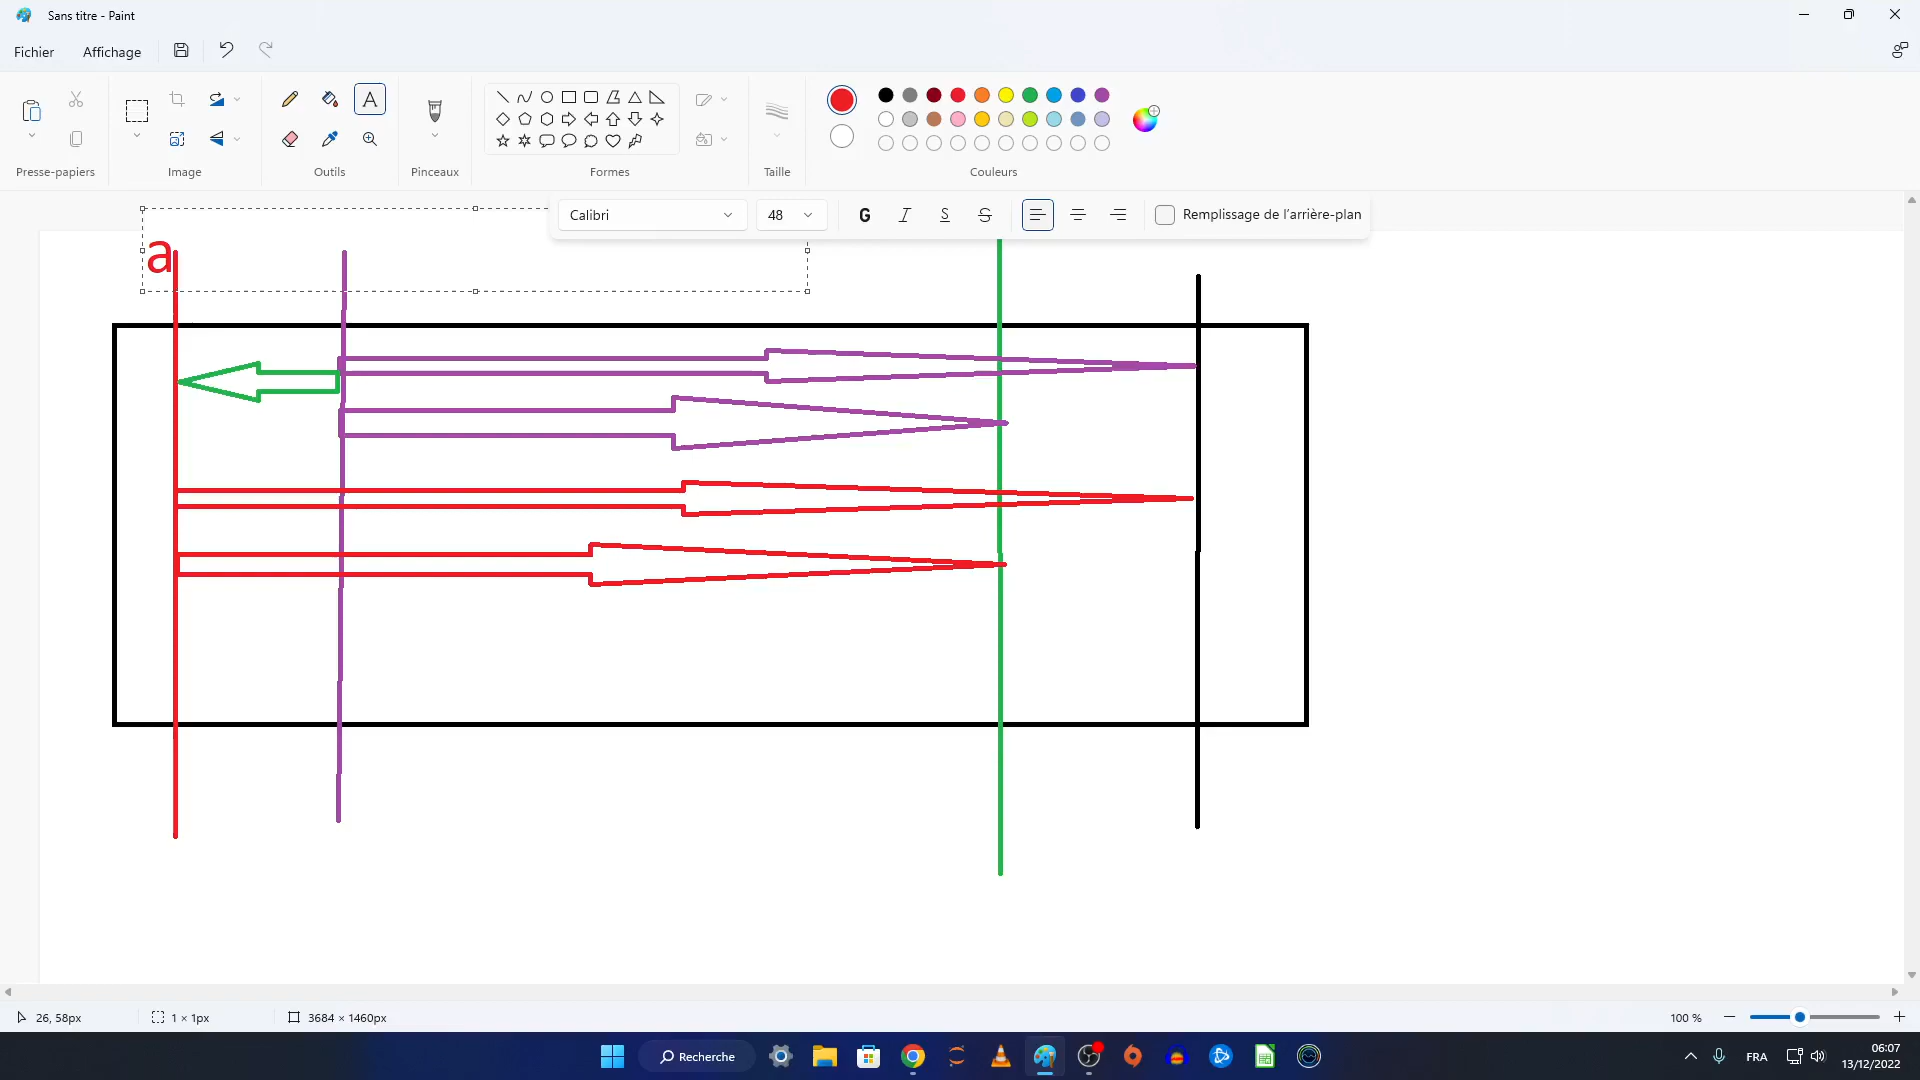 Sans titre - Paint
Fichier
Affichage
Presse-papiers
Image
Outils
Pinceaux
Formes
Taille
Couleurs
Calibri
48
G
I
S
S
Remplissage de l'arrière-plan
a
26, 58px
1 × 1px
3684 × 1460px
100 %
Recherche
FRA
06:07
13/12/2022